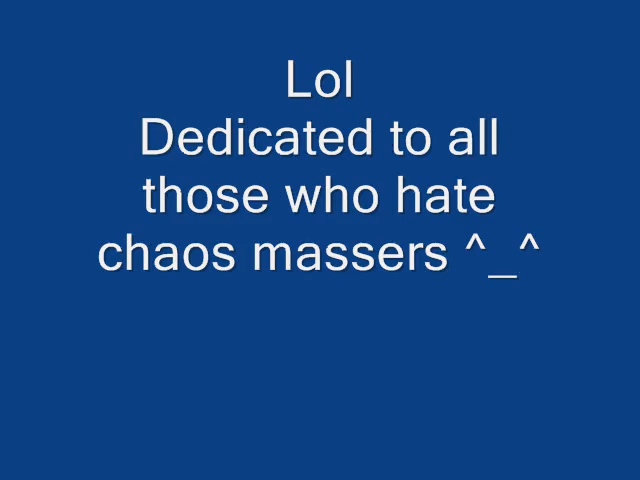 Lol
Dedicated to all
those who hate
chaos massers ^_^